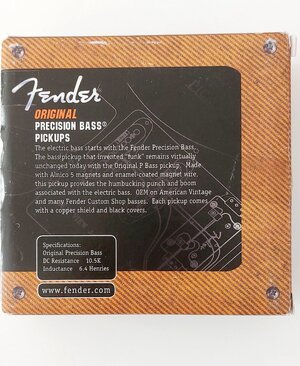 Fender
ORIGINAL
PRECISION BASS®
PICKUPS
The electric bass starts with the Fender Precision Bass.
The bass pickup that invented "funk" remains virtually
unchanged today with the Original P Bass pickup. Made
with Alnico 5 magnets and enamel-coated magnet wire,
this pickup provides the humbucking punch and boom
associated with the electric bass. OEM on American Vintage
and many Fender Custom Shop basses. Each pickup comes
with a copper shield and black covers.
Specifications:
Original Precision Bass
DC Resistance 10.5K
Inductance 6.4 Henries
www.fender.com